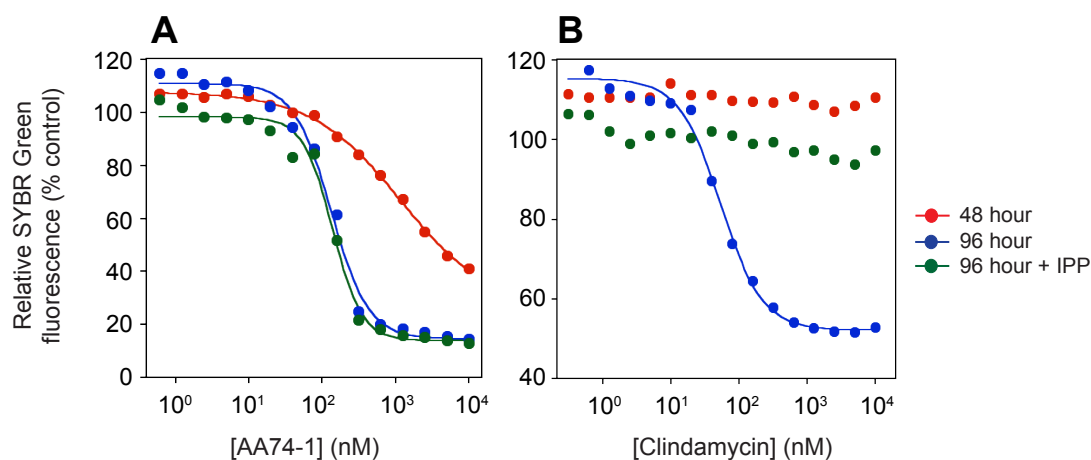 A
B
Relative SYBR Green
fluorescence (% control)
120
100
80
60
40
20
0
10⁰ 10¹ 10² 10³ 10⁴
[AA74-1] (nM)
120
100
80
60
40
10⁰ 10¹ 10² 10³ 10⁴
[Clindamycin] (nM)
48 hour
96 hour
96 hour + IPP